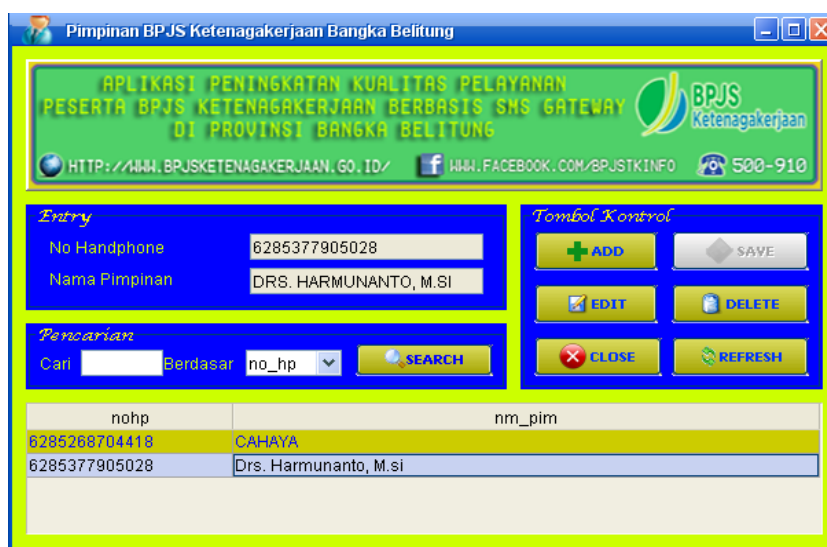 Pimpinan BPJS Ketenagakerjaan Bangka Belitung
APLIKASI PENINGKATAN KUALITAS PELAYANAN
PESERTA BPJS KETENAGAKERJAAN BERBASIS SMS GATEWAY
DI PROVINSI BANGKA BELITUNG
BPJS
Ketenagakerjaan
HTTP://WWW.BPJSKETENAGAKERJAAN.GO.ID/ WWW.FACEBOOK.COM/BPJSTKINFO 500-910
Entry
No Handphone 6285377905028
Nama Pimpinan DRS. HARMUNANTO, M.SI
Pencarian
Cari Berdasar no_hp SEARCH
Tombol Kontrol
ADD SAVE
EDIT DELETE
CLOSE REFRESH
nohp nm_pim
6285268704418 CAHAYA
6285377905028 Drs. Harmunanto, M.si